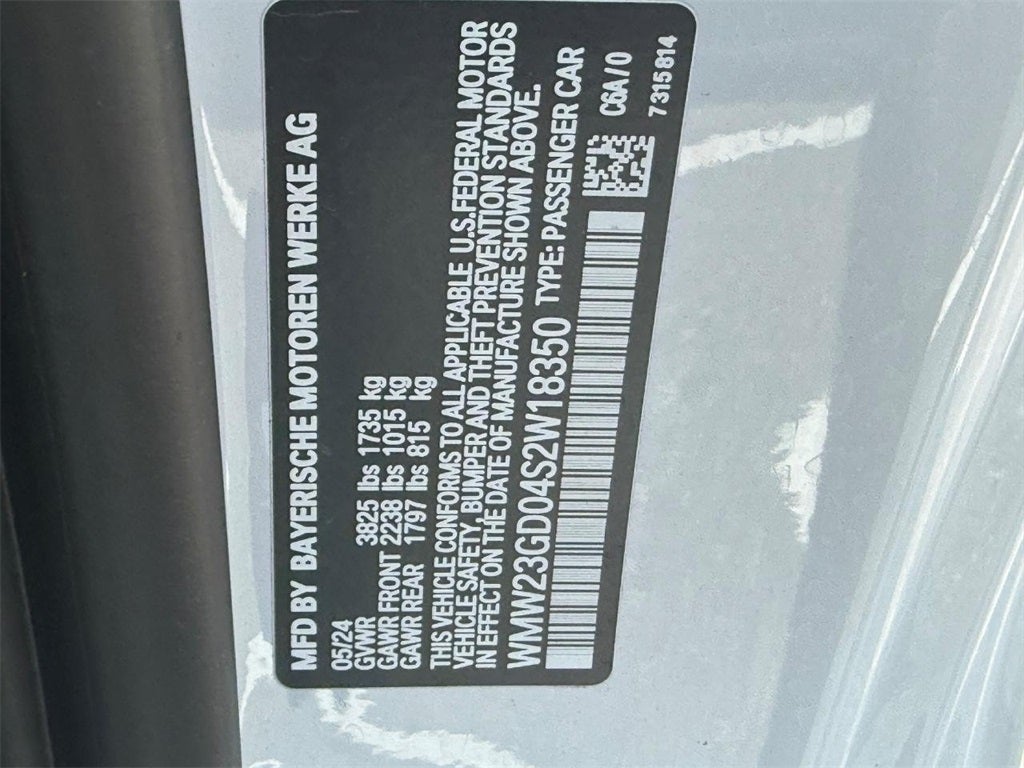 MFD BY BAYERISCHE MOTOREN WERKE AG
05/24
GVWR 3825 lbs 1735 kg
GAWR FRONT 2238 lbs 1015 kg
GAWR REAR 1797 lbs 815 kg
THIS VEHICLE CONFORMS TO ALL APPLICABLE U.S. FEDERAL MOTOR
VEHICLE SAFETY, BUMPER AND THEFT PREVENTION STANDARDS
IN EFFECT ON THE DATE OF MANUFACTURE SHOWN ABOVE.
WMW23GD04S2W18350 TYPE: PASSENGER CAR
C6A/0
7315814